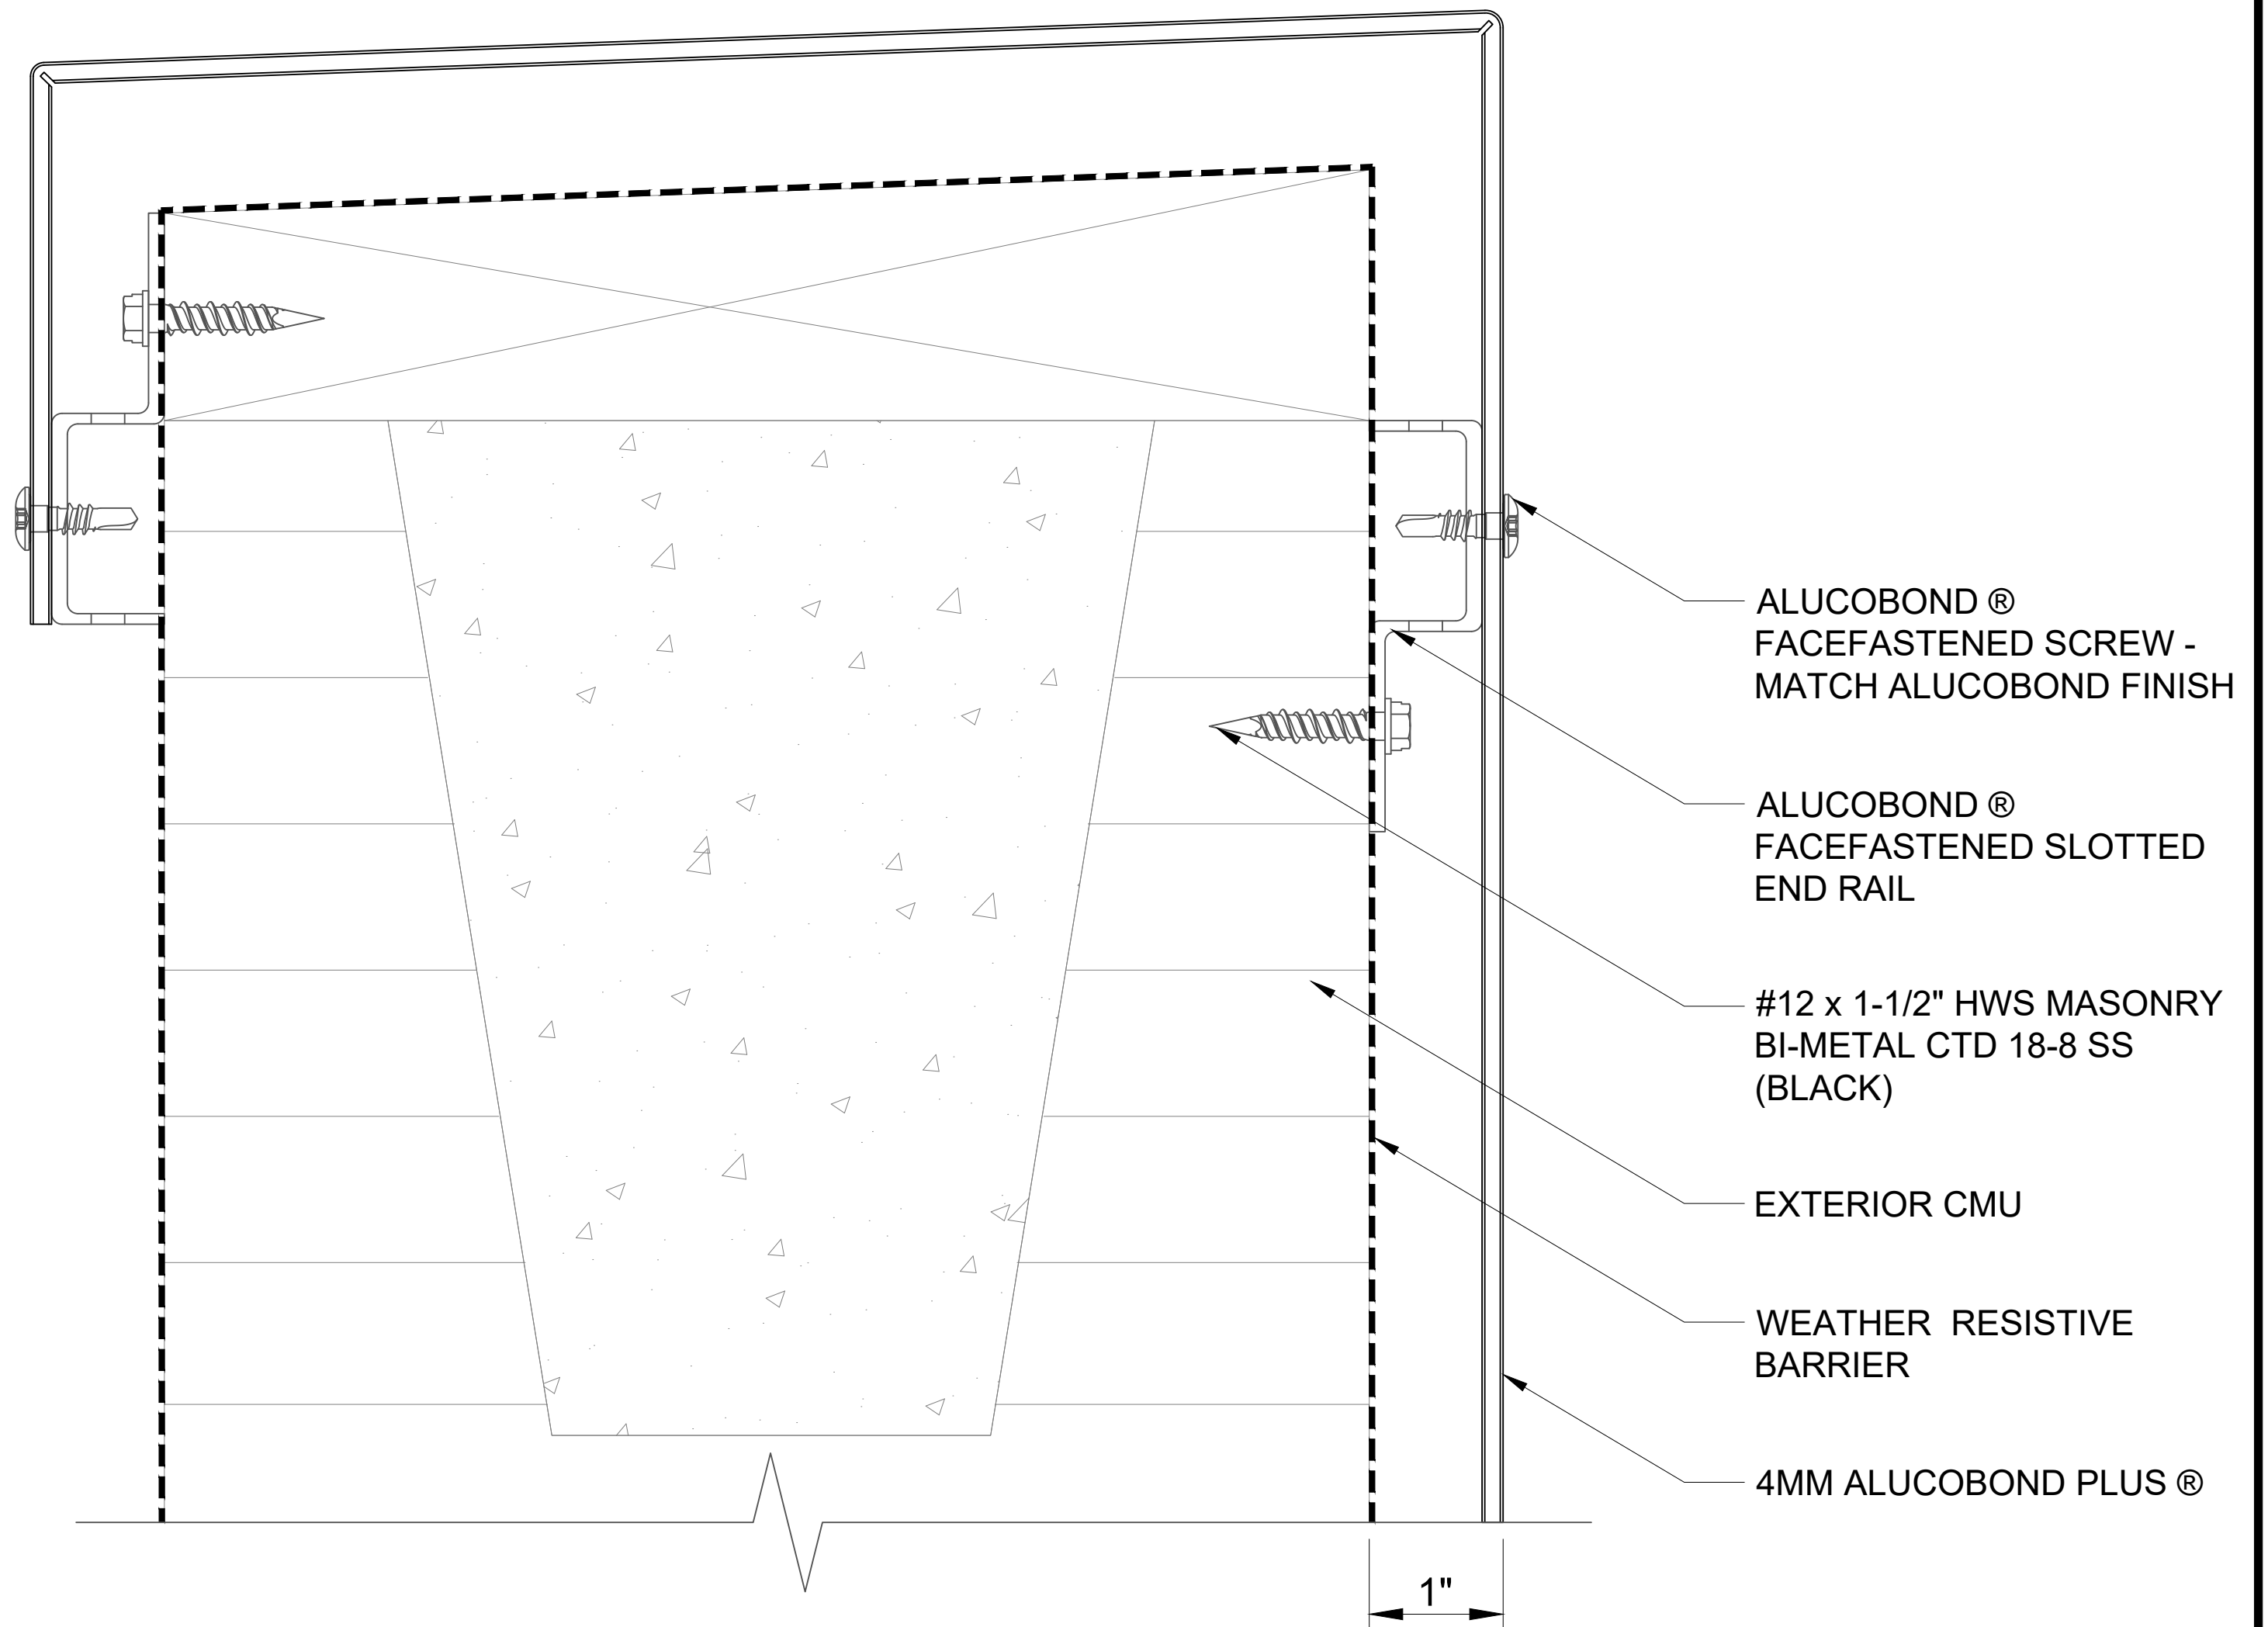 ALUCOBOND ®
FACEFASTENED SCREW -
MATCH ALUCOBOND FINISH
ALUCOBOND ®
FACEFASTENED SLOTTED
END RAIL
#12 x 1-1/2" HWS MASONRY
BI-METAL CTD 18-8 SS
(BLACK)
EXTERIOR CMU
WEATHER  RESISTIVE
BARRIER
4MM ALUCOBOND PLUS ®
1"